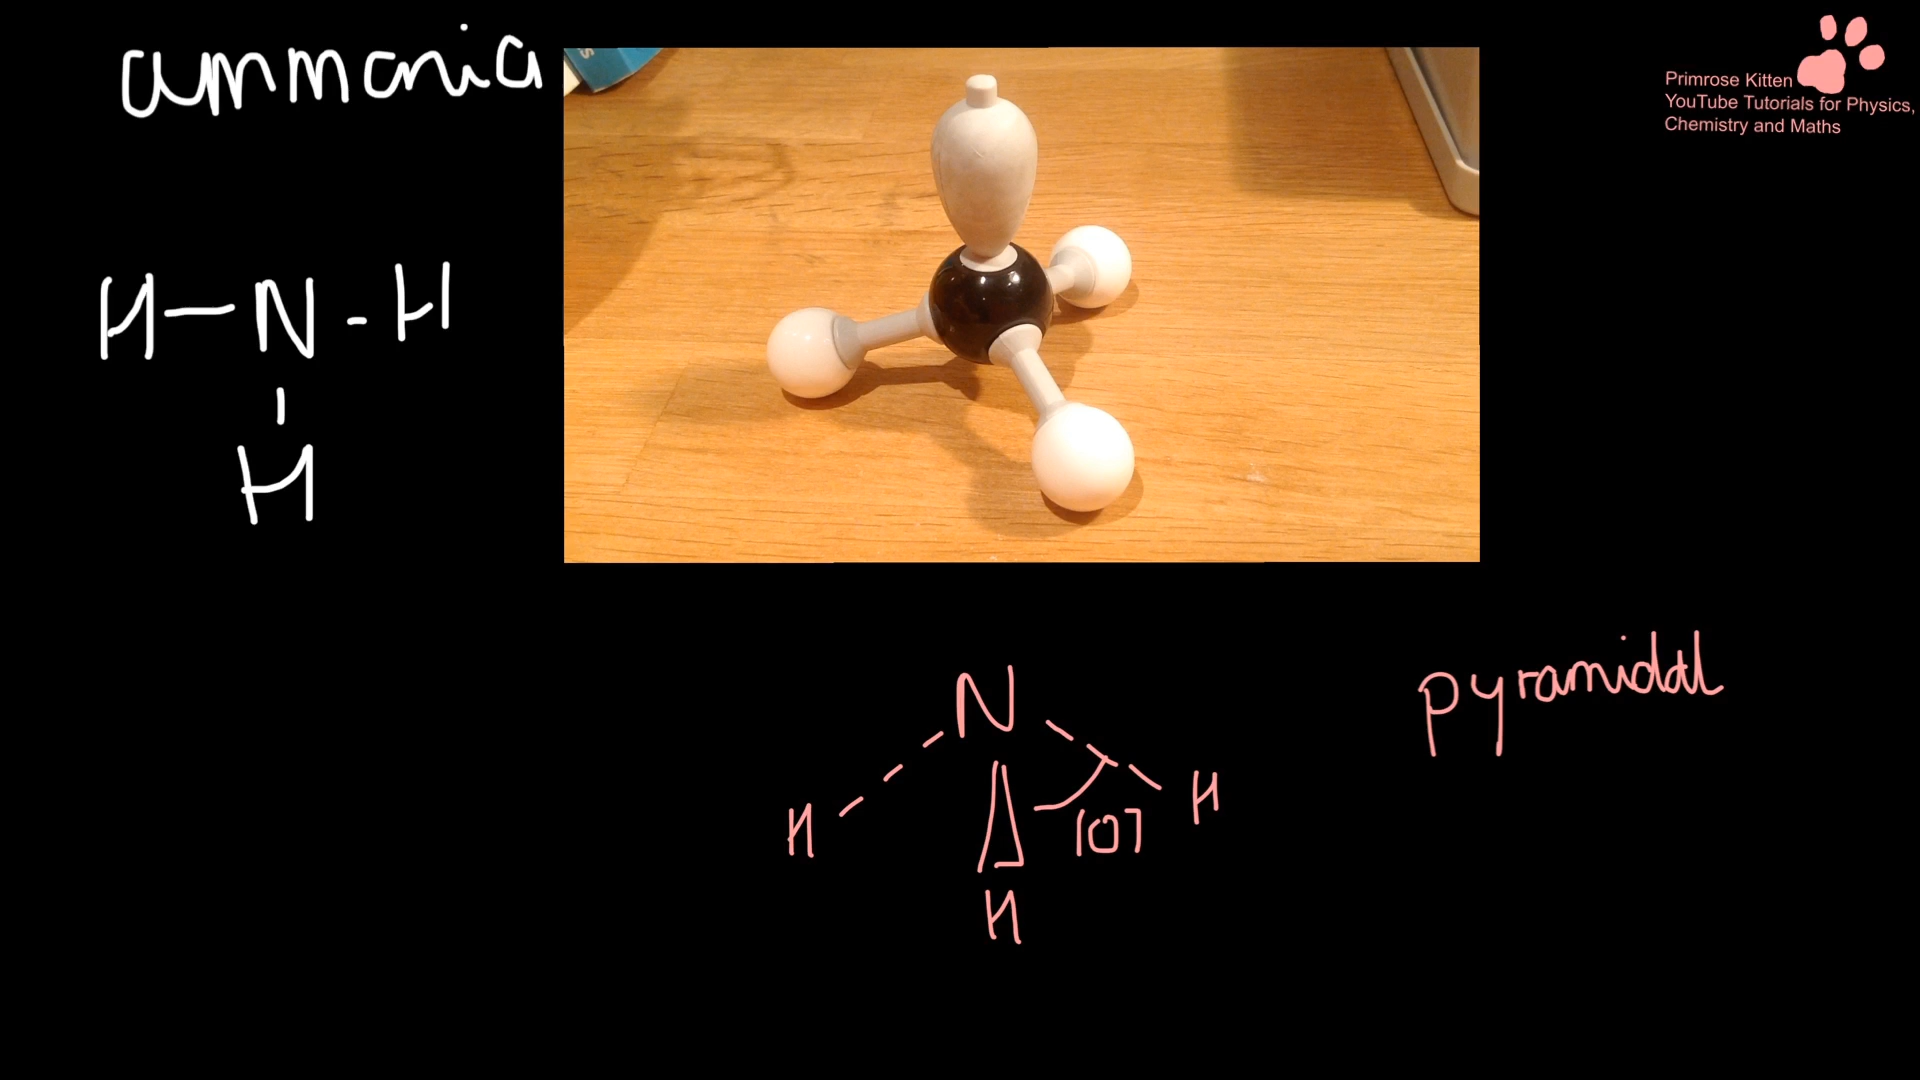 ammonia
Primrose Kitten
YouTube Tutorials for Physics,
Chemistry and Maths
H-N-H
H
pyramidal
N
H
H
107
H